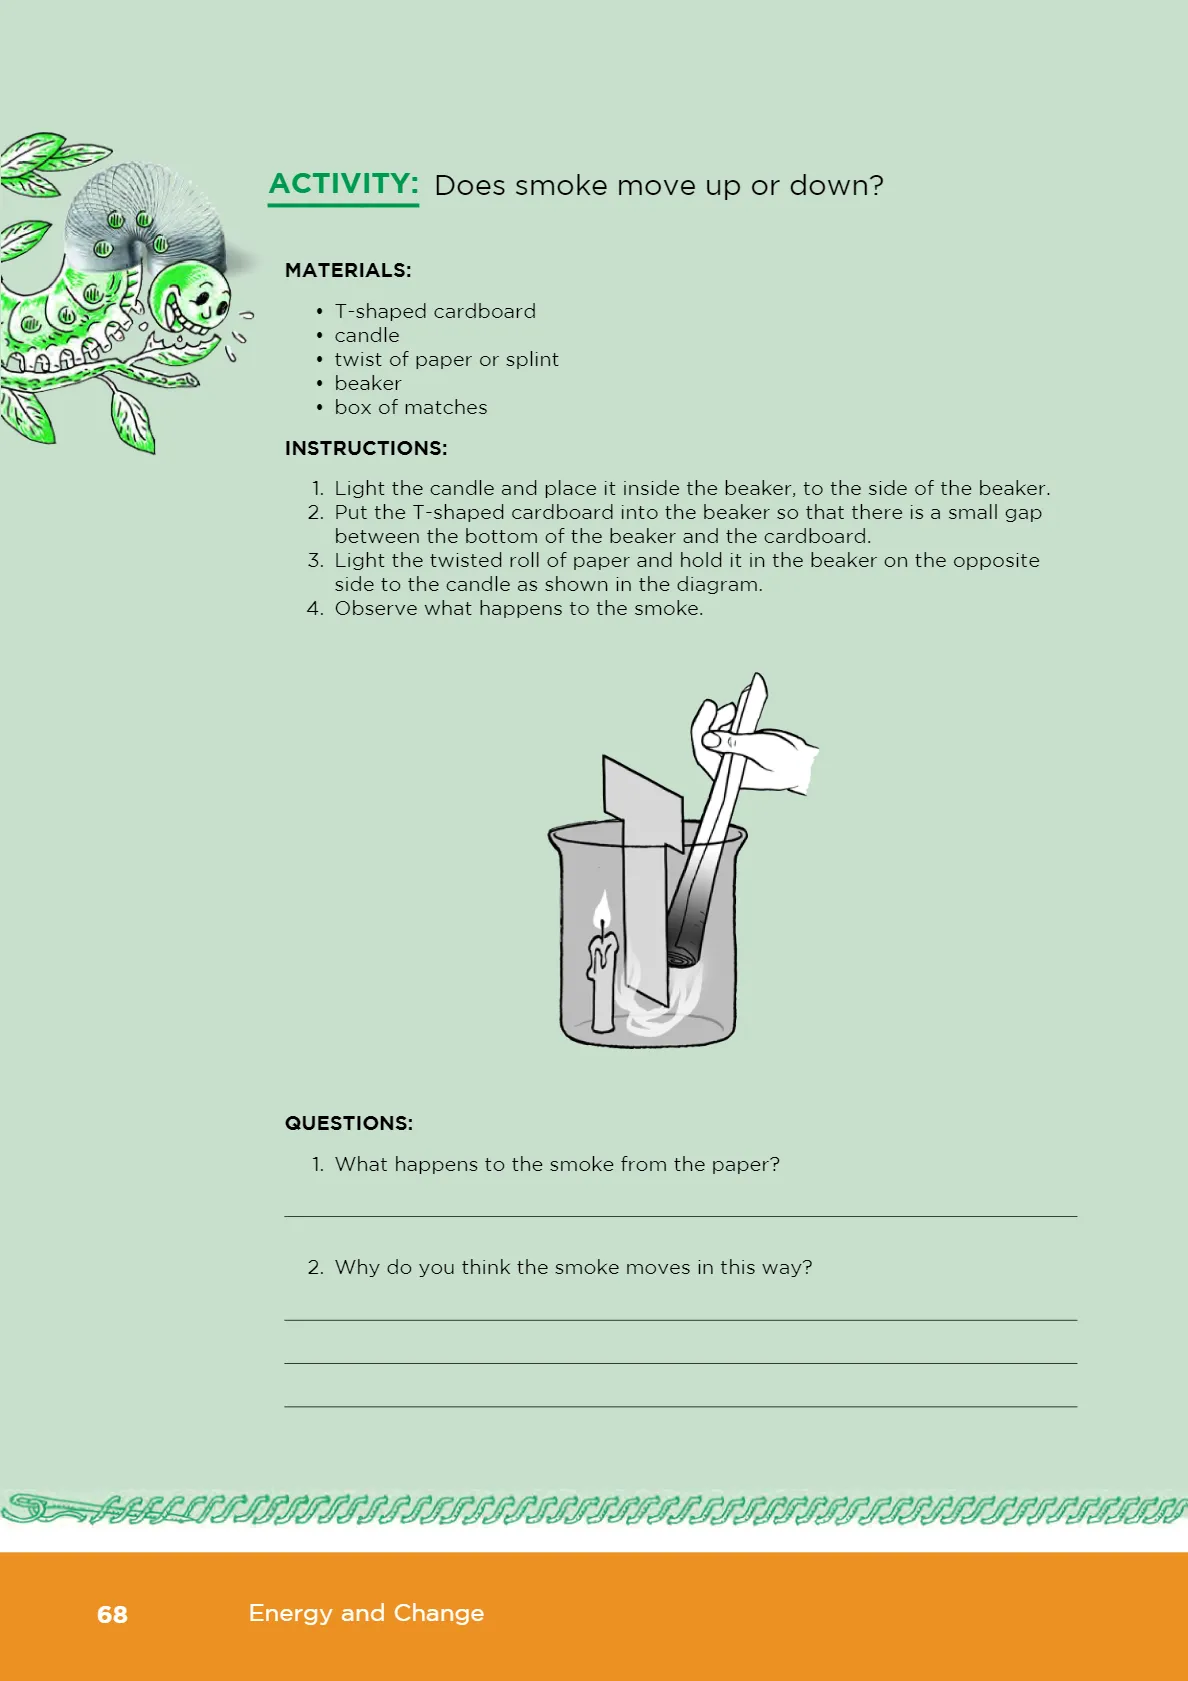 ACTIVITY: Does smoke move up or down?
MATERIALS:
• T-shaped cardboard
• candle
• twist of paper or splint
• beaker
• box of matches
INSTRUCTIONS:
1. Light the candle and place it inside the beaker, to the side of the beaker.
2. Put the T-shaped cardboard into the beaker so that there is a small gap
between the bottom of the beaker and the cardboard.
3. Light the twisted roll of paper and hold it in the beaker on the opposite
side to the candle as shown in the diagram.
4. Observe what happens to the smoke.
QUESTIONS:
1. What happens to the smoke from the paper?
2. Why do you think the smoke moves in this way?
68 Energy and Change